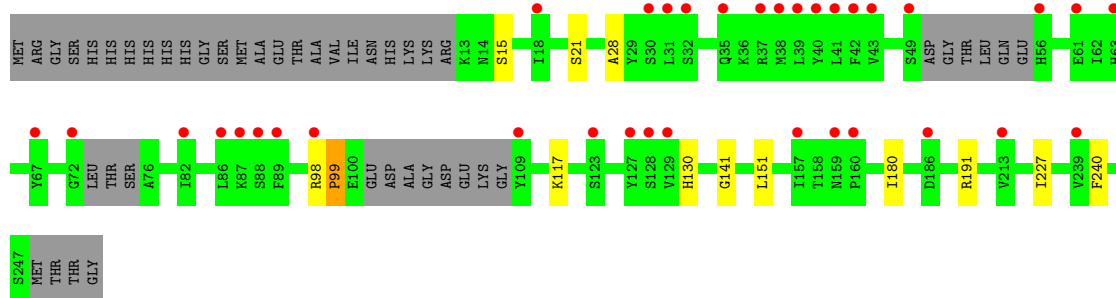 MET ARG GLY SER HIS HIS HIS HIS HIS HIS GLY SER MET ALA GLU THR ALA VAL ILE ASN HIS LYS LYS ARG K13 N14 S15 I18 S21 A28 Y29 S30 L31 S32 Q35 K36 R37 M38 L39 Y40 L41 F42 V43 S49 ASP GLY THR LEU GLN GLU H56 E61 I62 H63
Y67 G72 LEU THR SER A76 I82 L86 K87 S88 F89 R98 P99 E100 GLU ASP ALA GLY ASP GLU LYS GLY Y109 K117 S123 Y127 S128 V129 H130 G141 L151 I157 T158 N159 P160 I180 D186 R191 V213 I227 V239 F240
S247 MET THR THR GLY